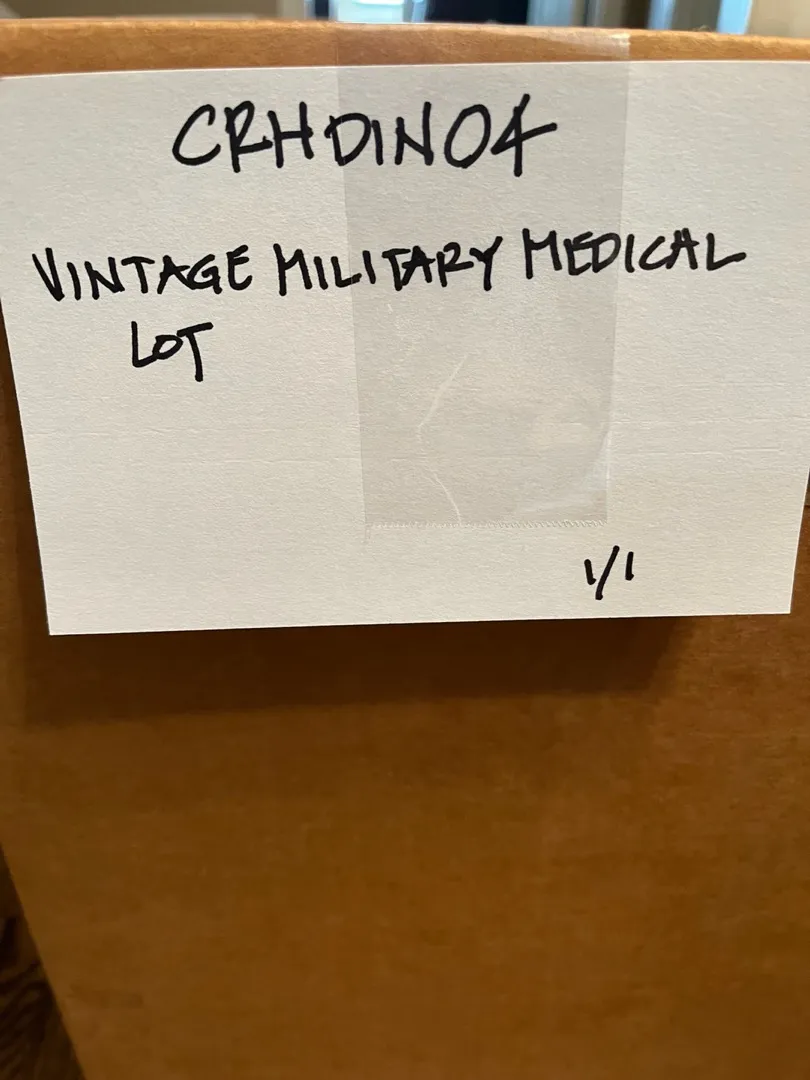 CRHDIN04
VINTAGE MILITARY MEDICAL
LOT
1/1